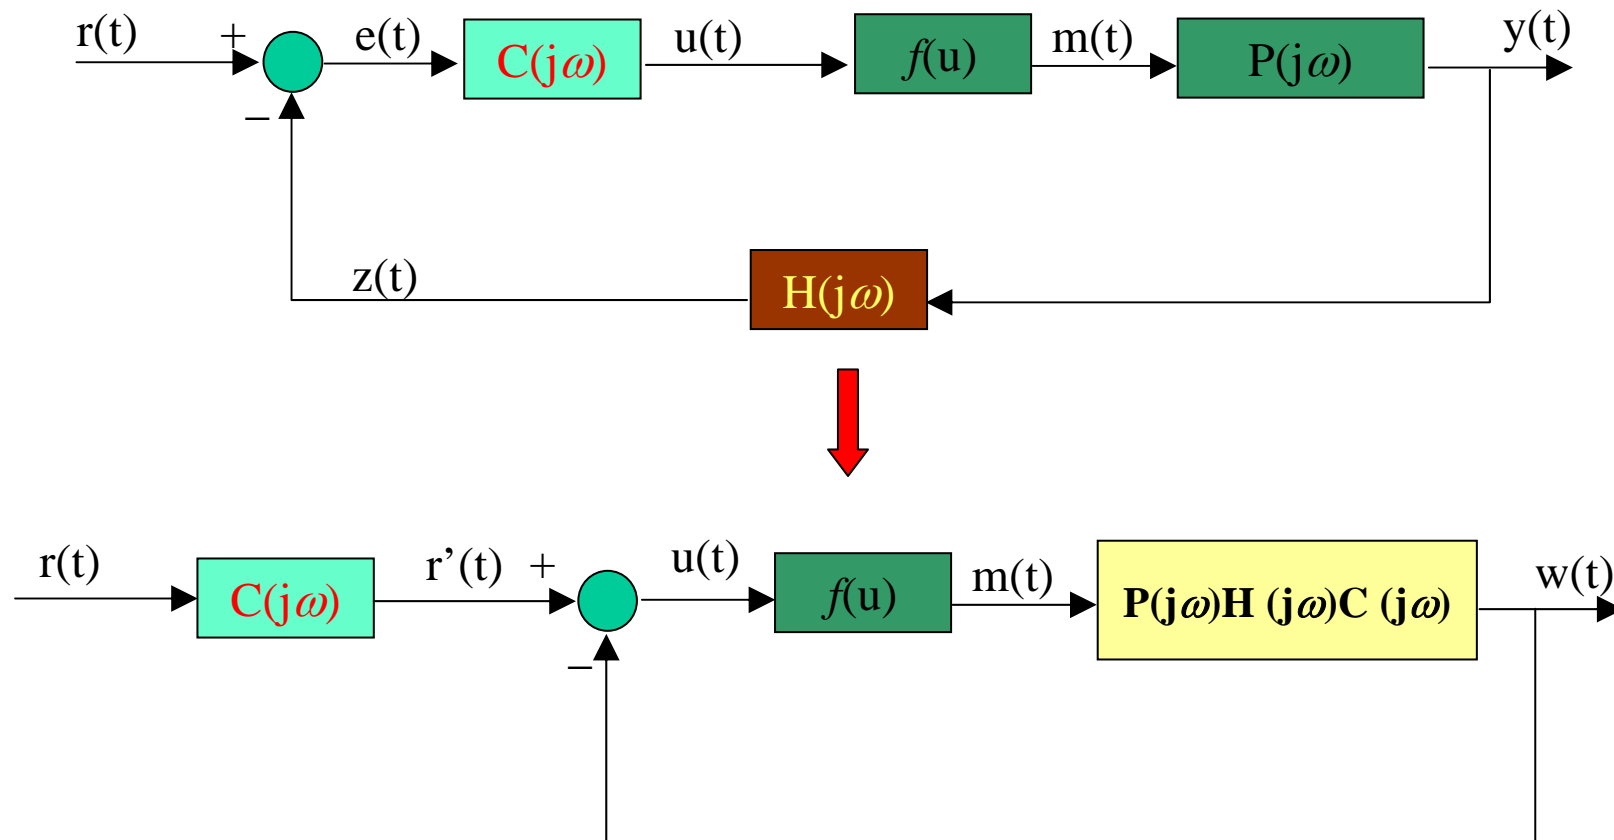 r(t) + e(t) C(jω) u(t) f(u) m(t) P(jω) y(t)
−
z(t) H(jω)
r(t) C(jω) r’(t) + u(t) f(u) m(t) P(jω)H (jω)C (jω) w(t)
−